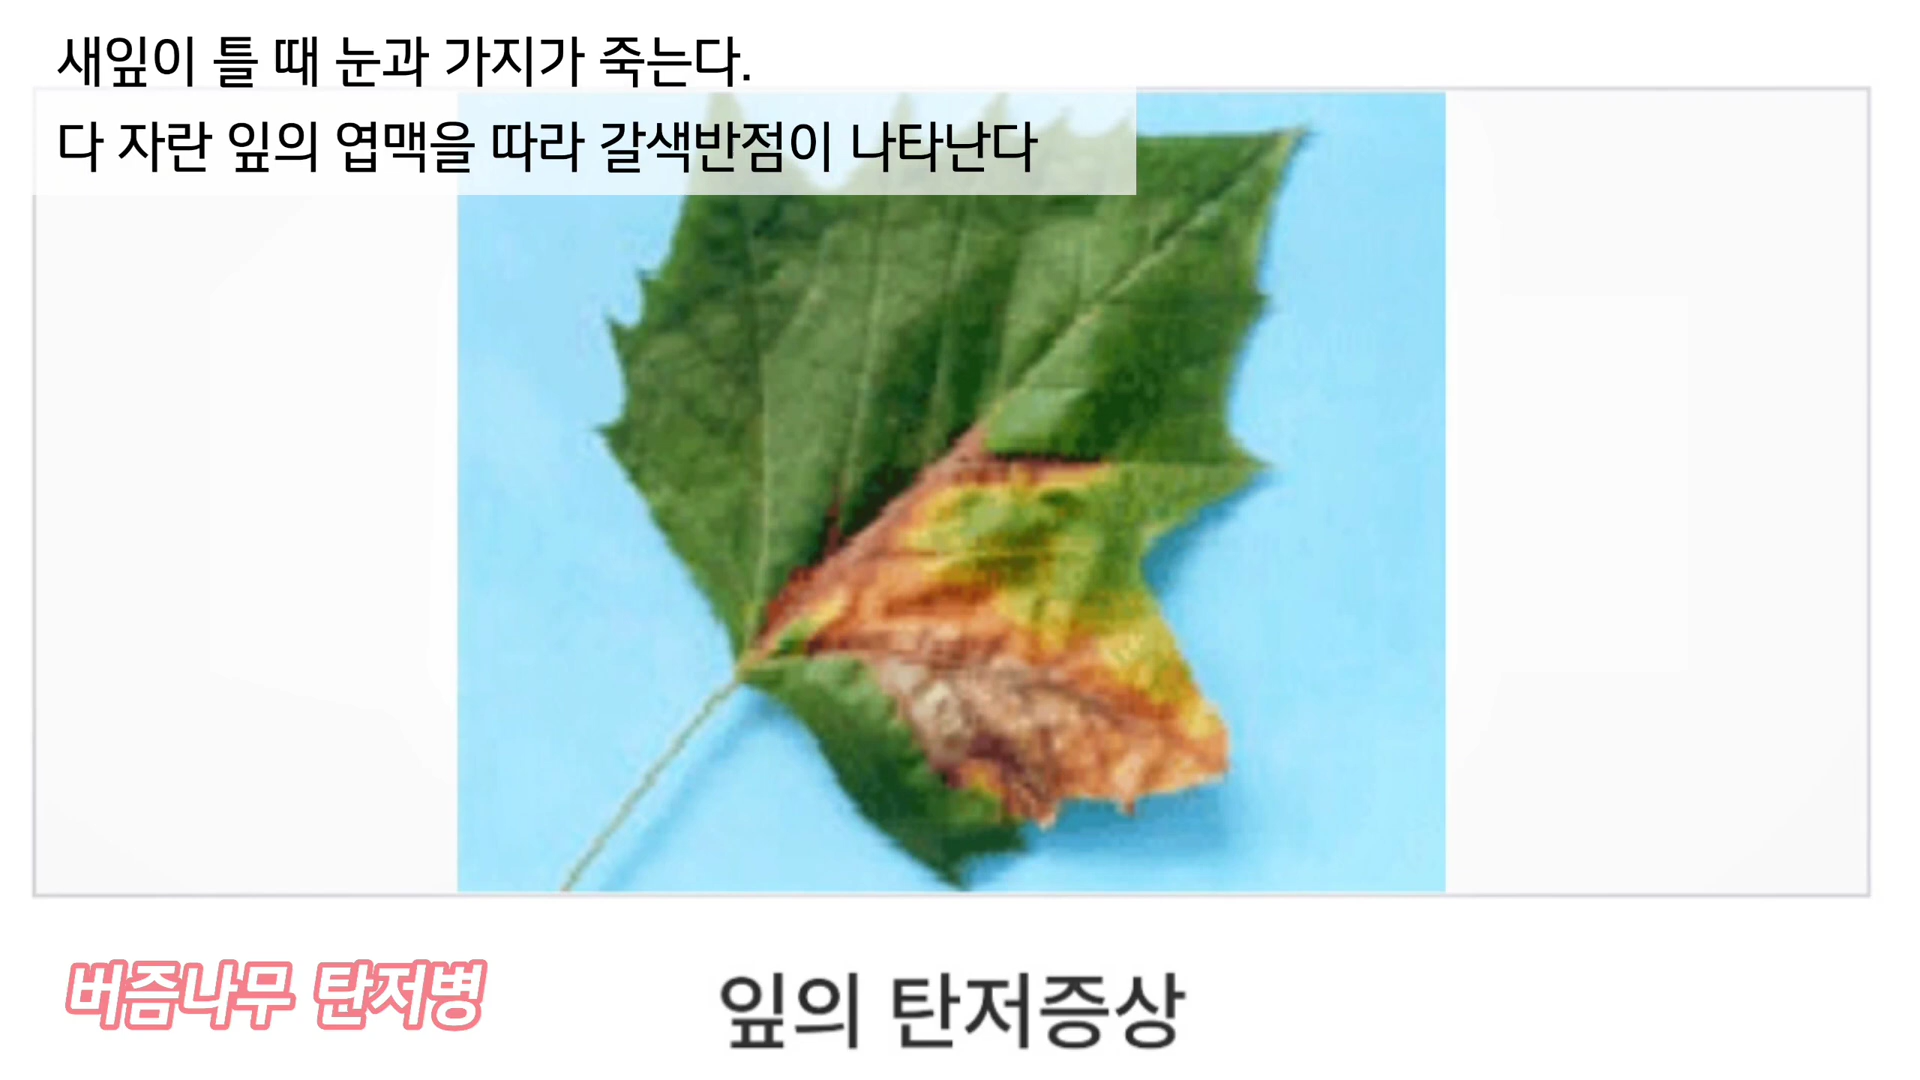 새잎이 틀 때 눈과 가지가 죽는다.
다 자란 잎의 엽맥을 따라 갈색반점이 나타난다
버즘나무 탄저병
잎의 탄저증상